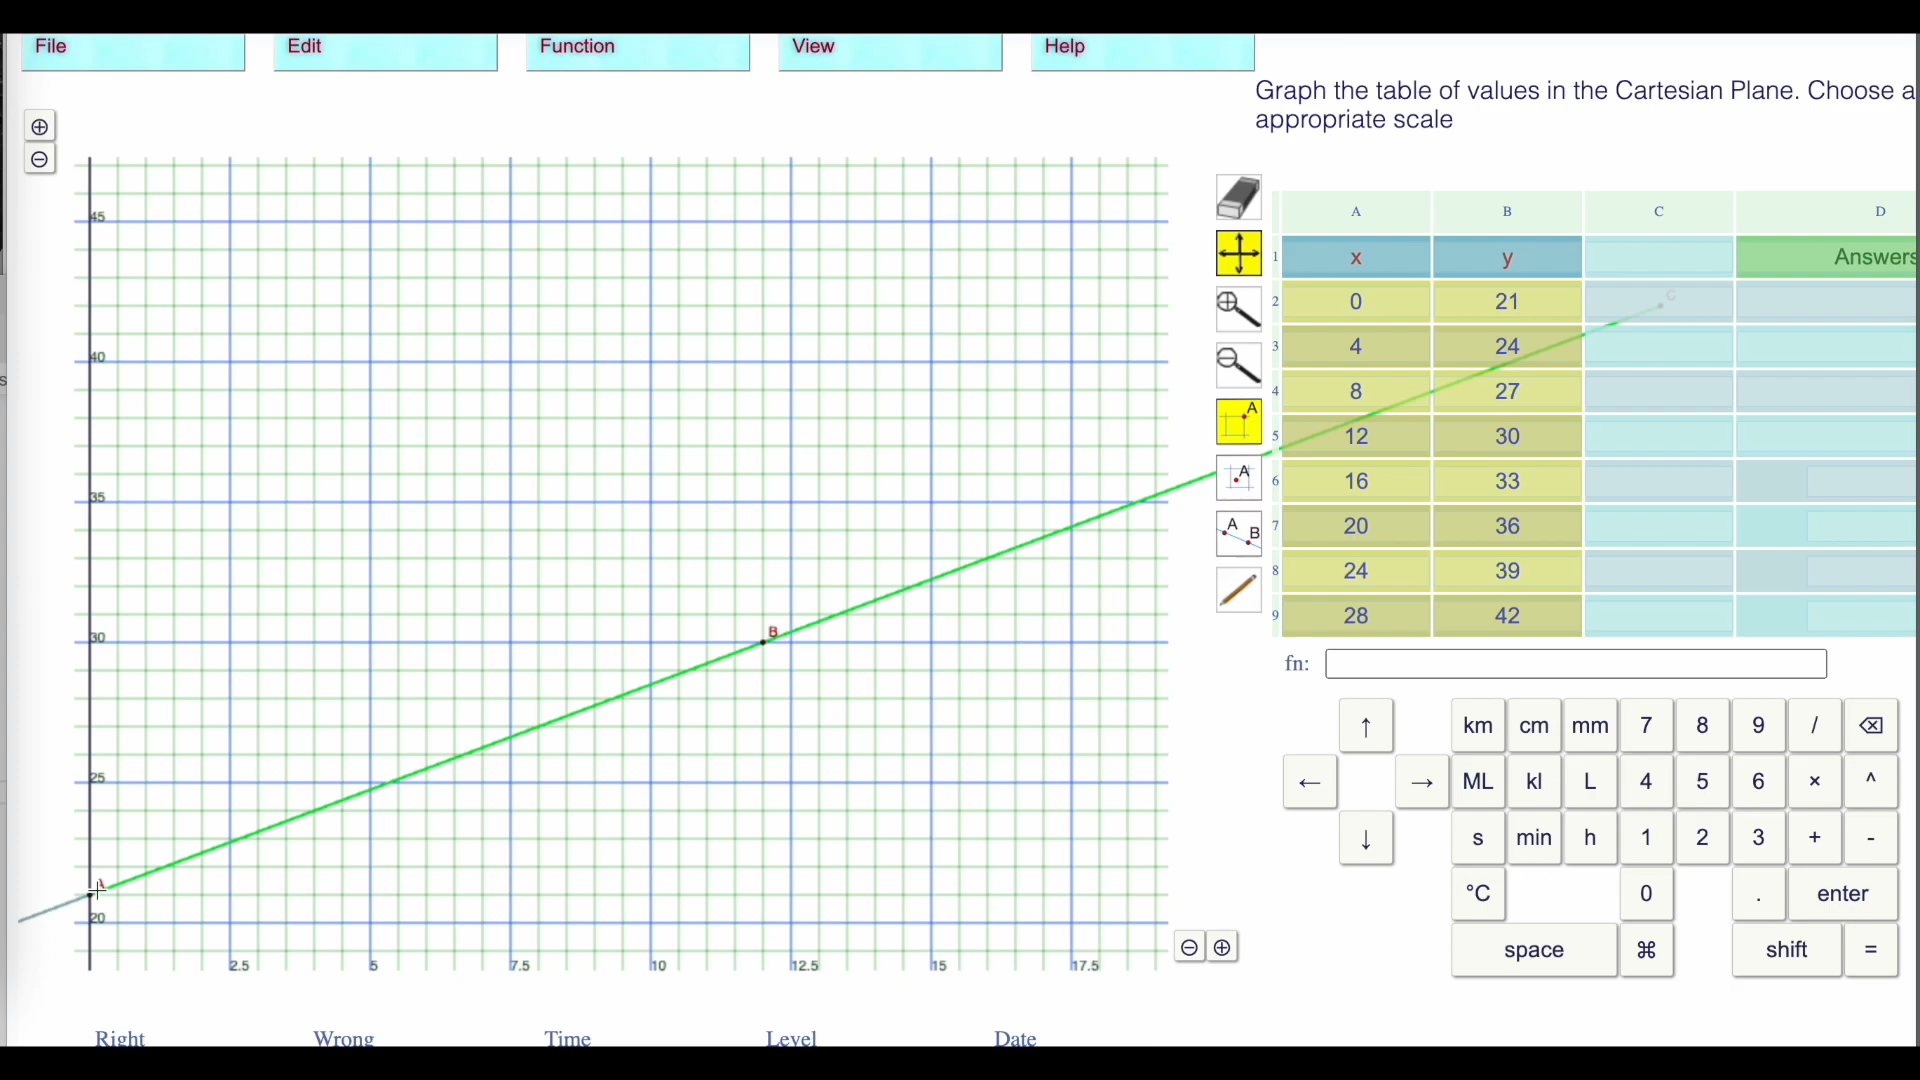 File Edit Function View Help
Graph the table of values in the Cartesian Plane. Choose a
appropriate scale
A B C D
1 x y Answers
2 0 21
3 4 24
4 8 27
5 12 30
6 16 33
7 20 36
8 24 39
9 28 42
C
A
A
A B
45
40
35
30
25
20
B
2.5 5 7.5 10 12.5 15 17.5
fn:
↑ km cm mm 7 8 9 / ⌫
← → ML kl L 4 5 6 × ^
↓ s min h 1 2 3 + -
°C 0 . enter
space ⌘ shift =
Right Wrong Time Level Date